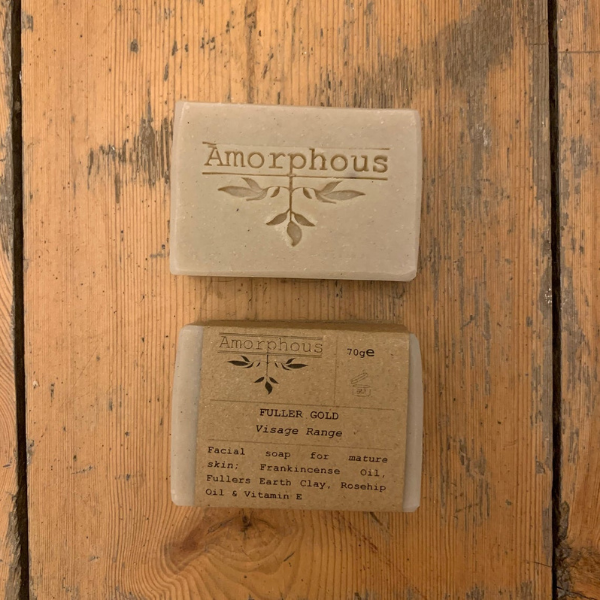 Amorphous
Amorphous
70g℮
FULLER GOLD
Visage Range
Facial soap for mature
skin; Frankincense Oil,
Fullers Earth Clay, Rosehip
Oil & Vitamin E